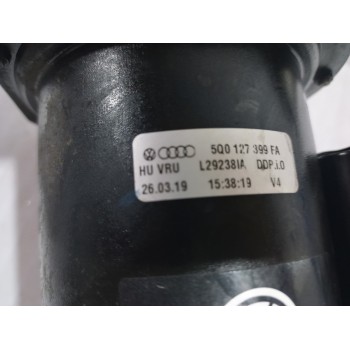 5Q0 127 399 FA
HU VRU L29238IA DDP.i.0
26.03.19 15:38:19 V4